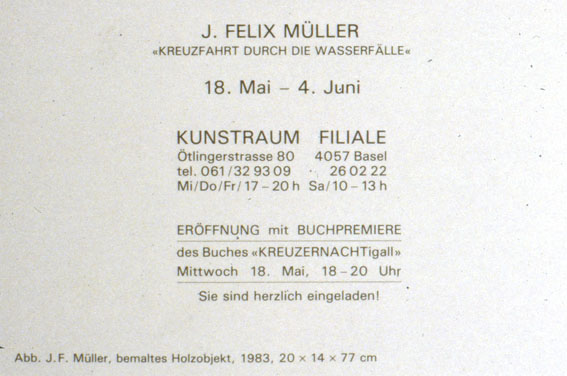 J. FELIX MÜLLER
«KREUZFAHRT DURCH DIE WASSERFÄLLE«
18. Mai – 4. Juni
KUNSTRAUM FILIALE
Ötlingerstrasse 80 4057 Basel
tel. 061/32 93 09 26 02 22
Mi/Do/Fr/17–20 h Sa/10–13 h
ERÖFFNUNG mit BUCHPREMIERE
des Buches «KREUZERNACHTigall»
Mittwoch 18. Mai, 18–20 Uhr
Sie sind herzlich eingeladen!
Abb. J.F. Müller, bemaltes Holzobjekt, 1983, 20 × 14 × 77 cm